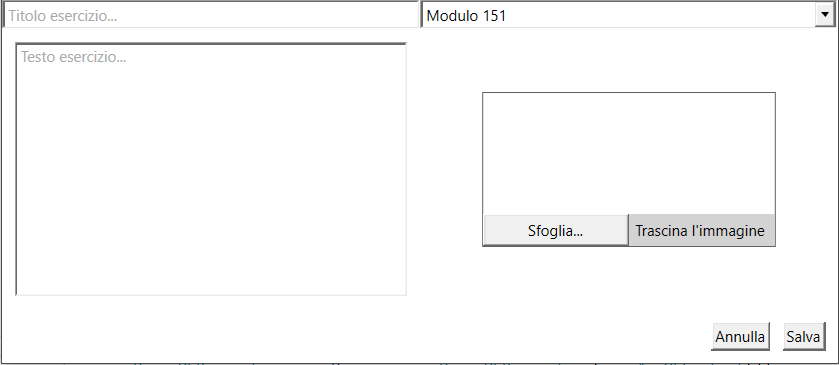 Titolo esercizio...
Modulo 151
Testo esercizio...
Sfoglia...
Trascina l'immagine
Annulla
Salva